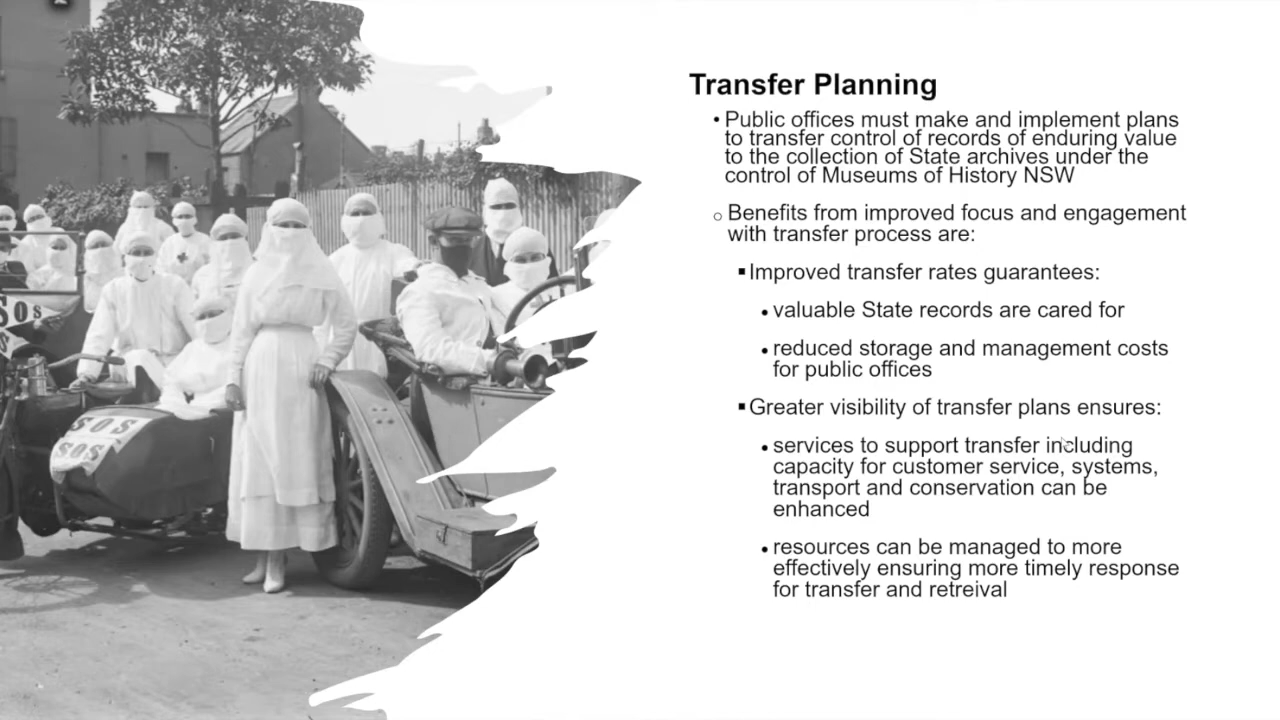 Transfer Planning
• Public offices must make and implement plans
to transfer control of records of enduring value
to the collection of State archives under the
control of Museums of History NSW
o Benefits from improved focus and engagement
with transfer process are:
▪ Improved transfer rates guarantees:
• valuable State records are cared for
• reduced storage and management costs
for public offices
▪ Greater visibility of transfer plans ensures:
• services to support transfer including
capacity for customer service, systems,
transport and conservation can be
enhanced
• resources can be managed to more
effectively ensuring more timely response
for transfer and retreival
SOS
SOS
SOS